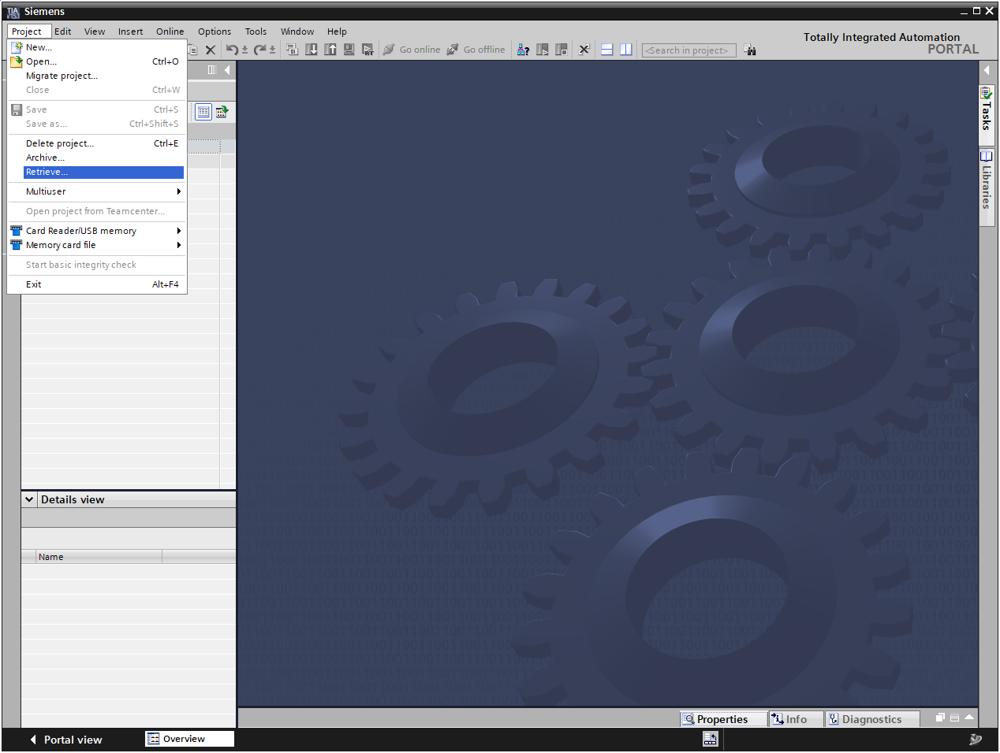 Siemens
Project Edit View Insert Online Options Tools Window Help
Totally Integrated Automation
PORTAL
New...
Open... Ctrl+O
Migrate project...
Close Ctrl+W
Save Ctrl+S
Save as... Ctrl+Shift+S
Delete project... Ctrl+E
Archive...
Retrieve...
Multiuser
Open project from Teamcenter...
Card Reader/USB memory
Memory card file
Start basic integrity check
Exit Alt+F4
Go online Go offline <Search in project>
Tasks
Libraries
Details view
Name
Properties Info Diagnostics
Portal view Overview